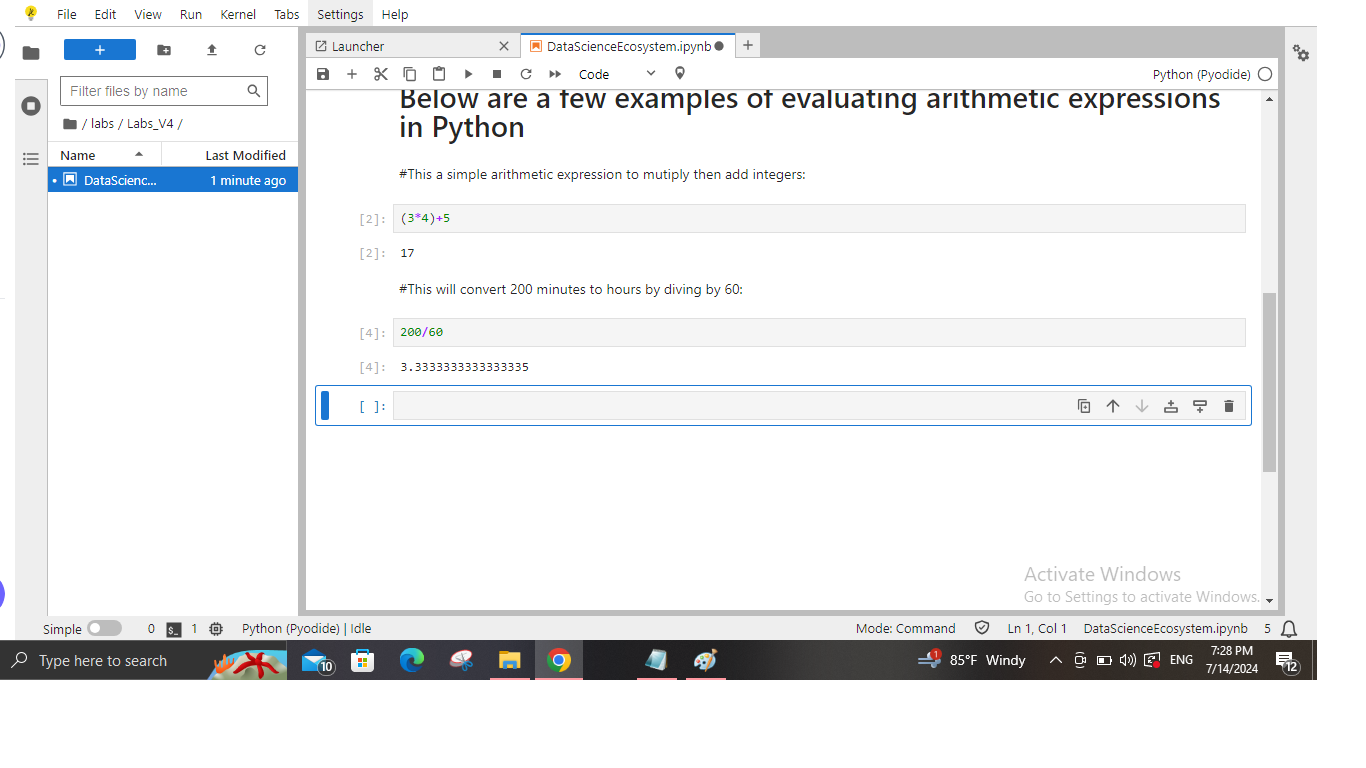 File Edit View Run Kernel Tabs Settings Help
Launcher
DataScienceEcosystem.ipynb
Filter files by name
Code
Python (Pyodide)
/ labs / Labs_V4 /
Name Last Modified
DataScienc... 1 minute ago
Below are a few examples of evaluating arithmetic expressions
in Python
#This a simple arithmetic expression to mutiply then add integers:
[2]: (3*4)+5
[2]: 17
#This will convert 200 minutes to hours by diving by 60:
[4]: 200/60
[4]: 3.3333333333333335
[ ]:
Activate Windows
Go to Settings to activate Windows.
Simple 0 $_ 1 Python (Pyodide) | Idle Mode: Command Ln 1, Col 1 DataScienceEcosystem.ipynb 5
Type here to search 10 1 85°F Windy ENG 7:28 PM
7/14/2024 12